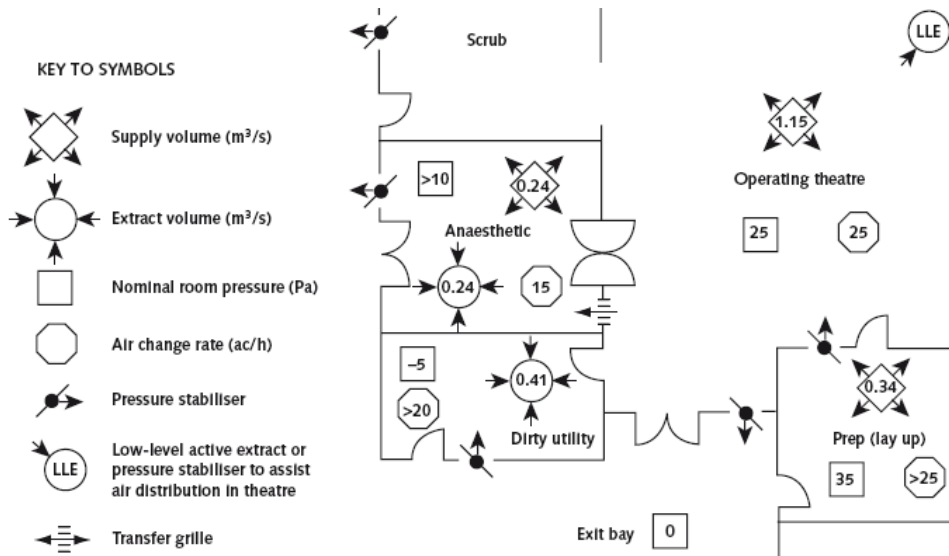 KEY TO SYMBOLS
Supply volume (m³/s)
Extract volume (m³/s)
Nominal room pressure (Pa)
Air change rate (ac/h)
Pressure stabiliser
LLE
Low-level active extract or
pressure stabiliser to assist
air distribution in theatre
Transfer grille
Scrub
LLE
1.15
Operating theatre
25
25
>10
0.24
Anaesthetic
0.24
15
–5
0.41
>20
Dirty utility
0.34
Prep (lay up)
35
>25
Exit bay
0